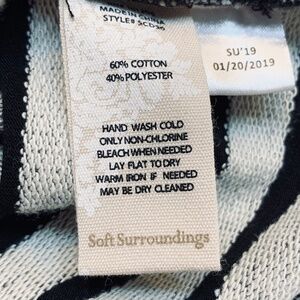 MADE IN CHINA
60% COTTON
40% POLYESTER
HAND WASH COLD
ONLY NON-CHLORINE
BLEACH WHEN NEEDED
LAY FLAT TO DRY
WARM IRON IF NEEDED
MAY BE DRY CLEANED
Soft Surroundings
SU'19
01/20/2019